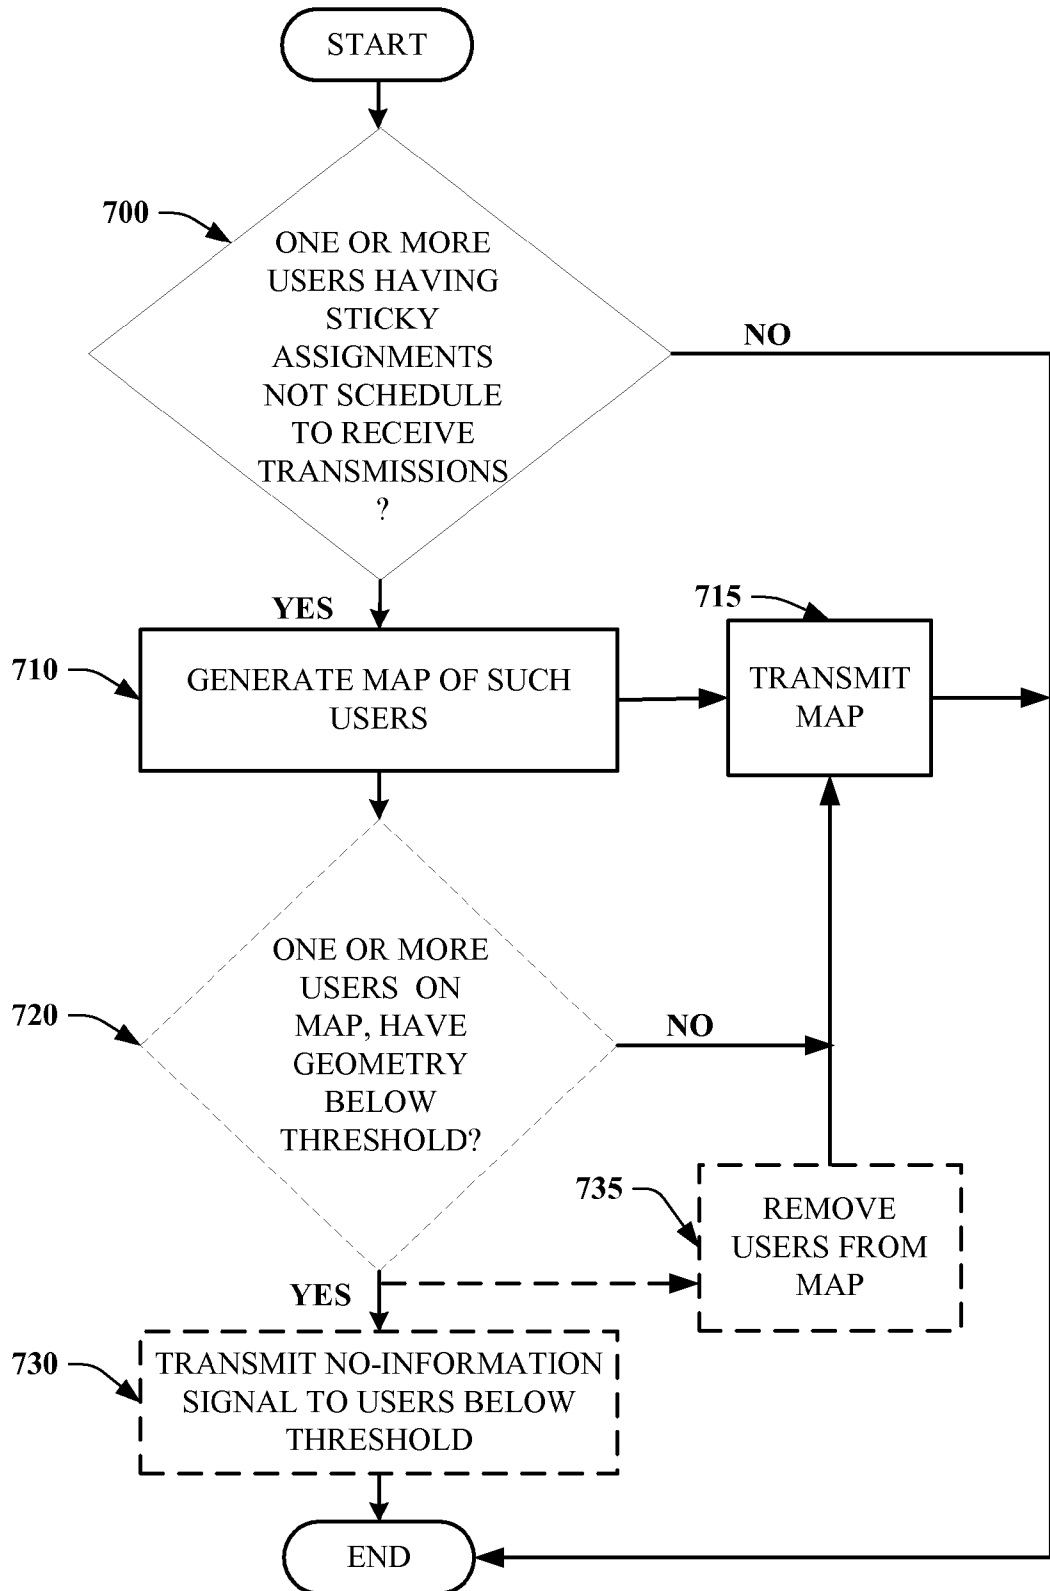 START
700
ONE OR MORE
USERS HAVING
STICKY
ASSIGNMENTS
NOT SCHEDULE
TO RECEIVE
TRANSMISSIONS
?
NO
YES
710
GENERATE MAP OF SUCH
USERS
715
TRANSMIT
MAP
720
ONE OR MORE
USERS ON
MAP, HAVE
GEOMETRY
BELOW
THRESHOLD?
NO
YES
735
REMOVE
USERS FROM
MAP
730
TRANSMIT NO-INFORMATION
SIGNAL TO USERS BELOW
THRESHOLD
END